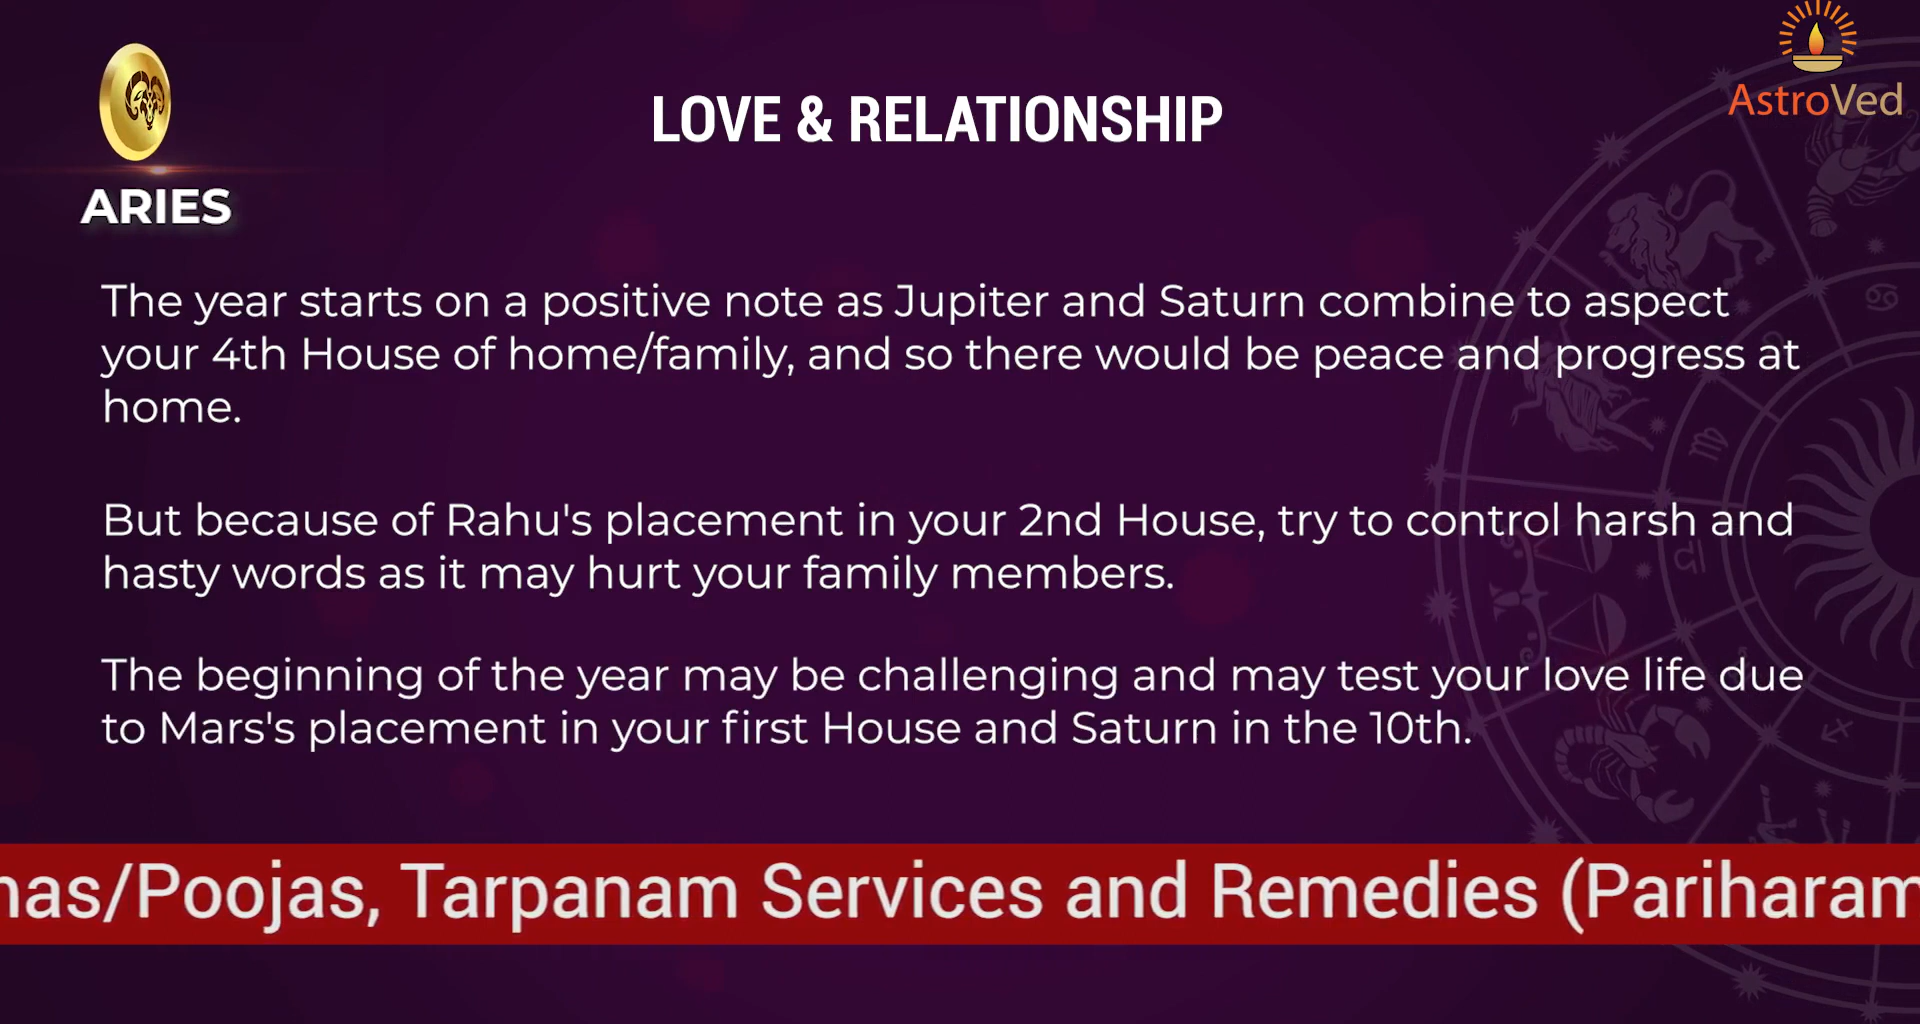 AstroVed
LOVE & RELATIONSHIP
ARIES
The year starts on a positive note as Jupiter and Saturn combine to aspect
your 4th House of home/family, and so there would be peace and progress at
home.
But because of Rahu's placement in your 2nd House, try to control harsh and
hasty words as it may hurt your family members.
The beginning of the year may be challenging and may test your love life due
to Mars's placement in your first House and Saturn in the 10th.
/Poojas, Tarpanam Services and Remedies (Pariharam